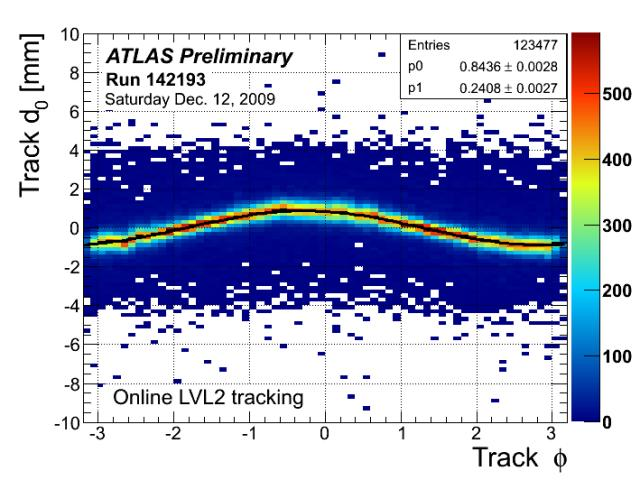 ATLAS Preliminary
Run 142193
Saturday Dec. 12, 2009
Entries 123477
p0 0.8436 ± 0.0028
p1 0.2408 ± 0.0027
Track d0 [mm]
10
8
6
4
2
0
-2
-4
-6
-8
-10
Online LVL2 tracking
-3 -2 -1 0 1 2 3
Track ϕ
500
400
300
200
100
0